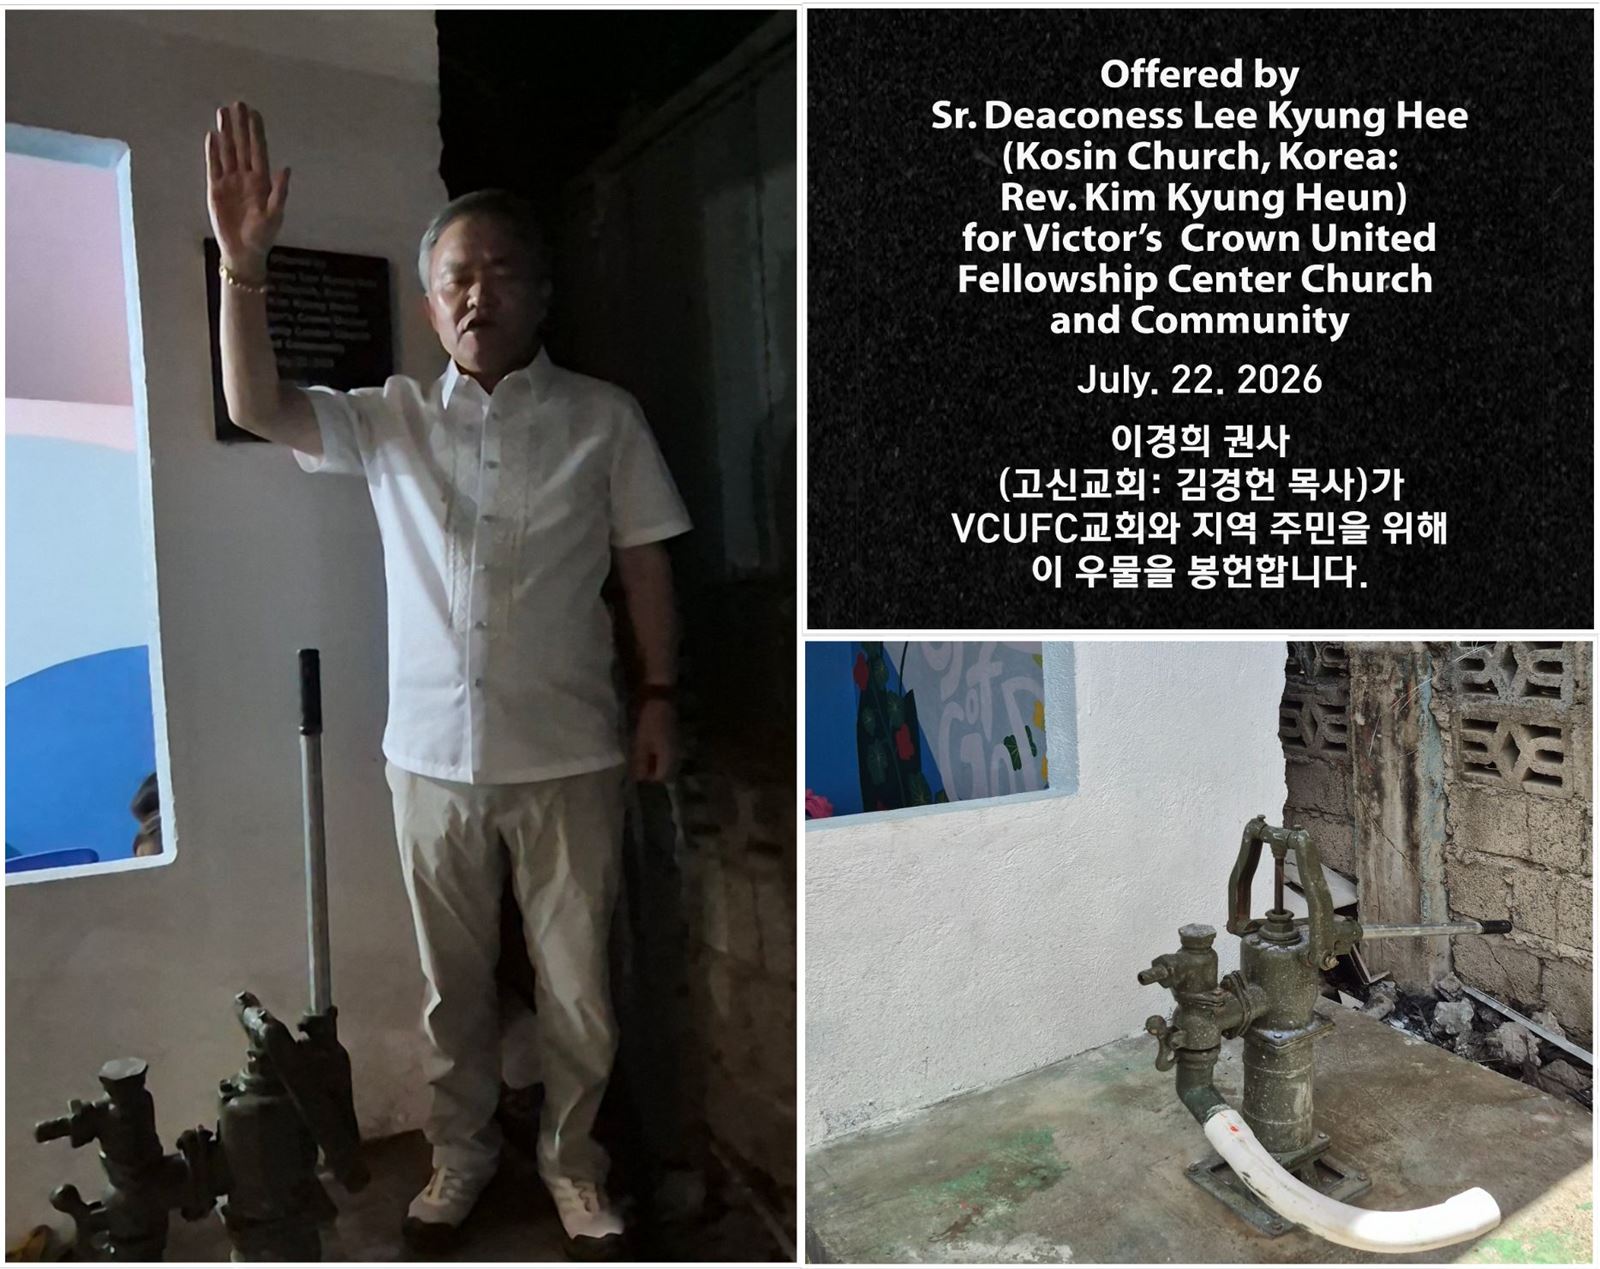 Offered by
Sr. Deaconess Lee Kyung Hee
(Kosin Church, Korea:
Rev. Kim Kyung Heun)
for Victor's  Crown United
Fellowship Center Church
and Community
July. 22. 2026
이경희 권사
(고신교회: 김경헌 목사)가
VCUFC교회와 지역 주민을 위해
이 우물을 봉헌합니다.